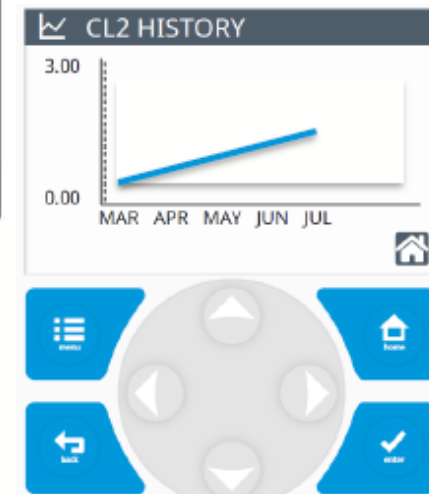 CL2 HISTORY
3.00
0.00
MAR APR MAY JUN JUL
menu
home
back
enter